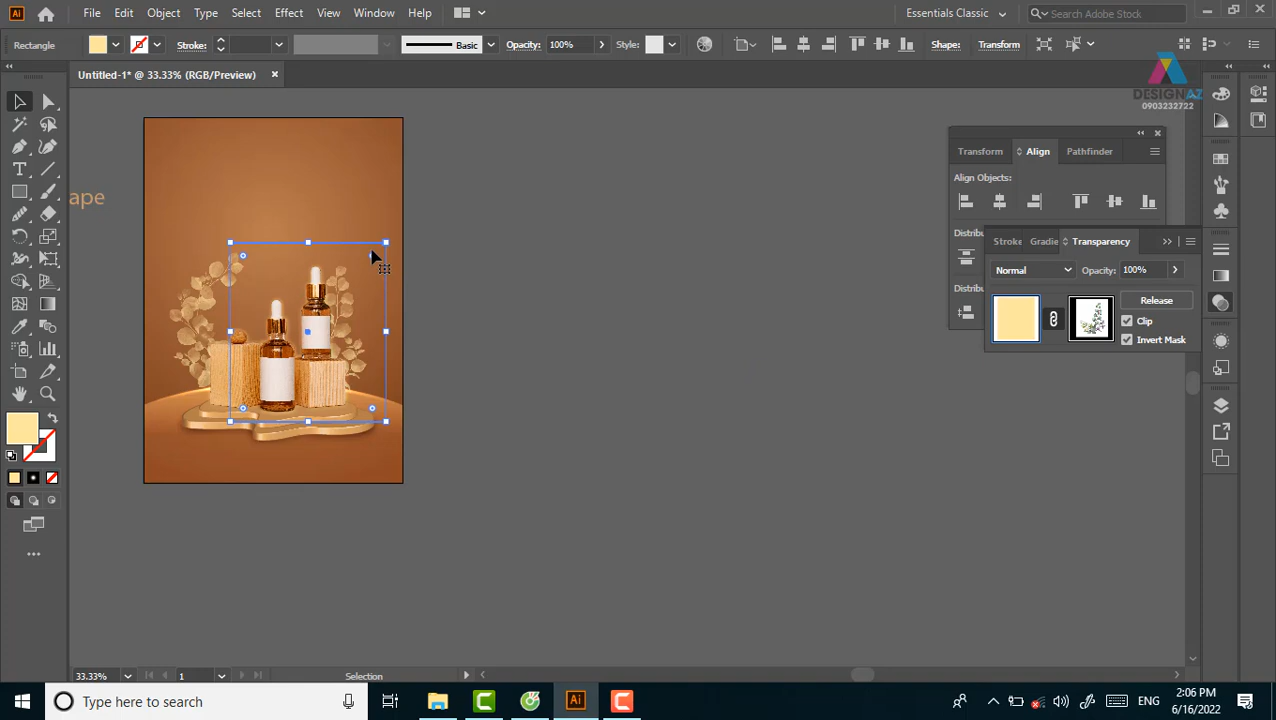 File Edit Object Type Select Effect View Window Help Essentials Classic Search Adobe Stock
Rectangle Stroke: Basic Opacity: 100% Style: Shape: Transform
Untitled-1* @ 33.33% (RGB/Preview)
DESIGNAZ
0903232722
Transform Align Pathfinder
Align Objects:
ape
Distribu
Stroke Gradie Transparency
Normal Opacity: 100%
Distribu
Release
Clip
Invert Mask
33.33% 1 Selection
Type here to search
ENG
2:06 PM
6/16/2022